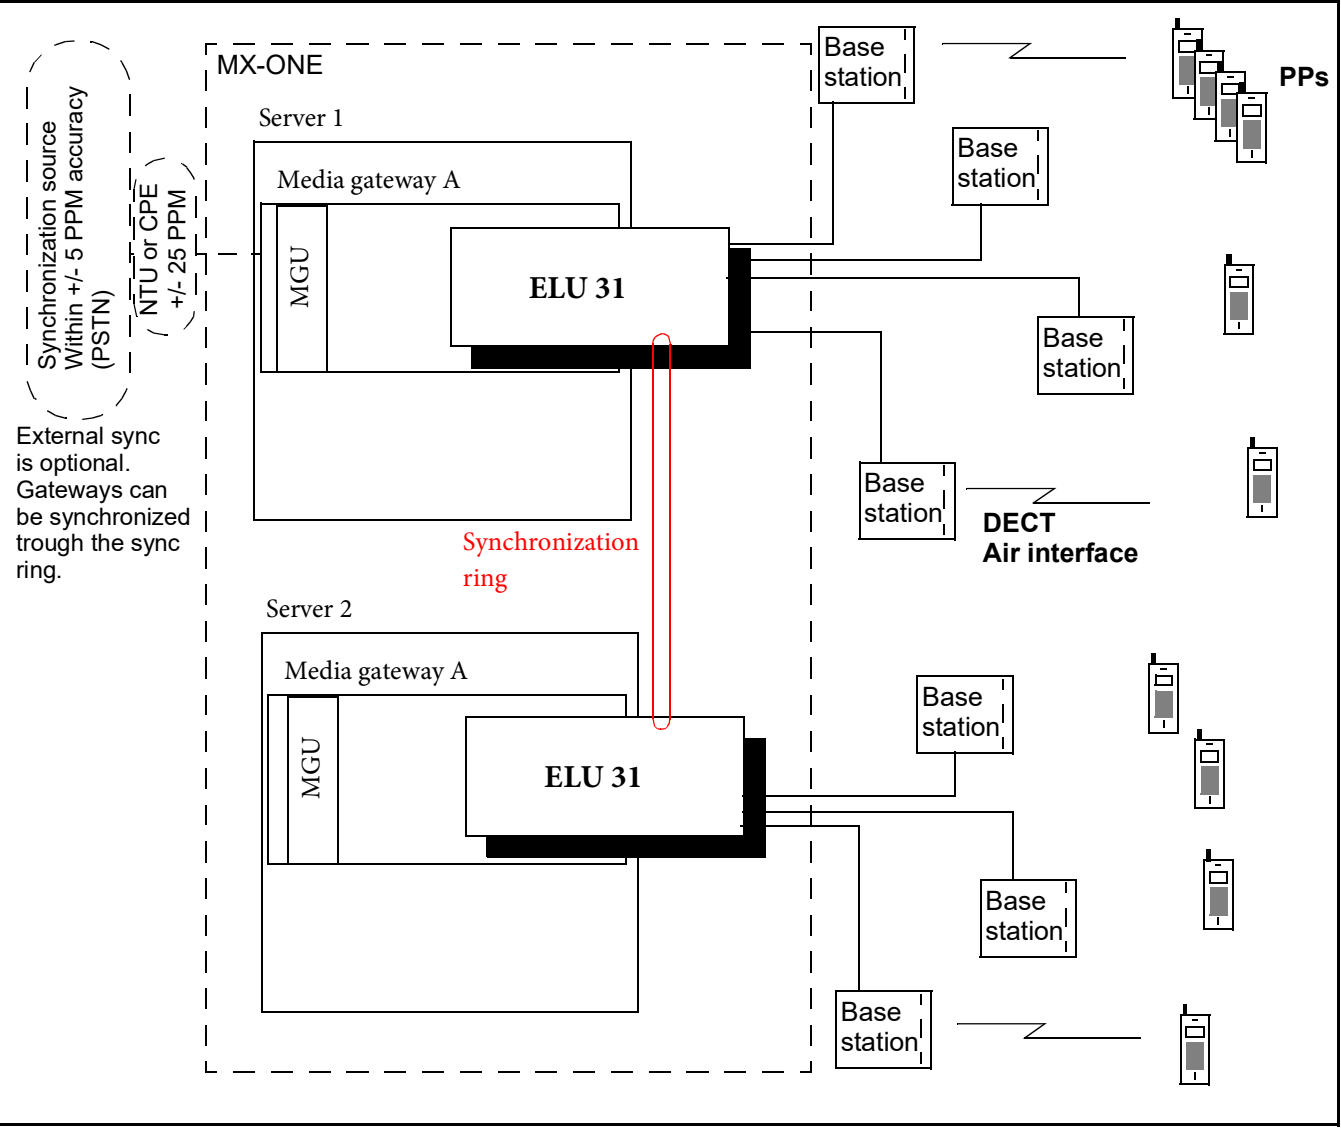 MX-ONE
Server 1
Media gateway A
MGU
ELU 31
Synchronization source
Within +/- 5 PPM accuracy
(PSTN)
NTU or CPE
+/- 25 PPM
External sync
is optional.
Gateways can
be synchronized
trough the sync
ring.
Synchronization
ring
Server 2
Media gateway A
MGU
ELU 31
Base
station
PPs
Base
station
Base
station
Base
station
DECT
Air interface
Base
station
Base
station
Base
station